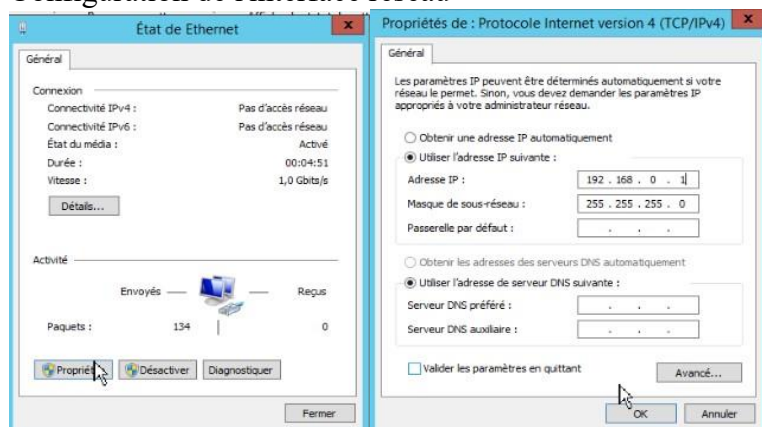 Configuration de l'interface réseau
État de Ethernet
x
Général
Connexion
Connectivité IPv4 : Pas d'accès réseau
Connectivité IPv6 : Pas d'accès réseau
État du média : Activé
Durée : 00:04:51
Vitesse : 1,0 Gbits/s
Détails...
Activité
Envoyés — — Reçus
Paquets : 134 | 0
Propriét
Désactiver
Diagnostiquer
Fermer
Propriétés de : Protocole Internet version 4 (TCP/IPv4)
x
Général
Les paramètres IP peuvent être déterminés automatiquement si votre
réseau le permet. Sinon, vous devez demander les paramètres IP
appropriés à votre administrateur réseau.
Obtenir une adresse IP automatiquement
Utiliser l'adresse IP suivante :
Adresse IP : 192 . 168 . 0 . 1
Masque de sous-réseau : 255 . 255 . 255 . 0
Passerelle par défaut : . . .
Obtenir les adresses des serveurs DNS automatiquement
Utiliser l'adresse de serveur DNS suivante :
Serveur DNS préféré : . . .
Serveur DNS auxiliaire : . . .
Valider les paramètres en quittant
Avancé...
OK
Annuler